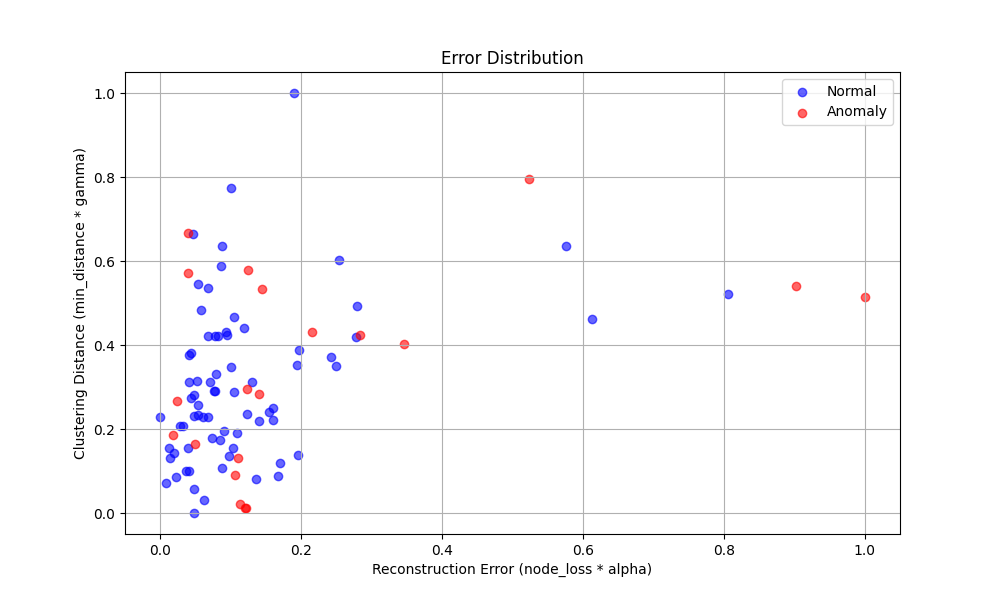 Error Distribution
Normal
Anomaly
Clustering Distance (min_distance * gamma)
1.0
0.8
0.6
0.4
0.2
0.0
0.0 0.2 0.4 0.6 0.8 1.0
Reconstruction Error (node_loss * alpha)